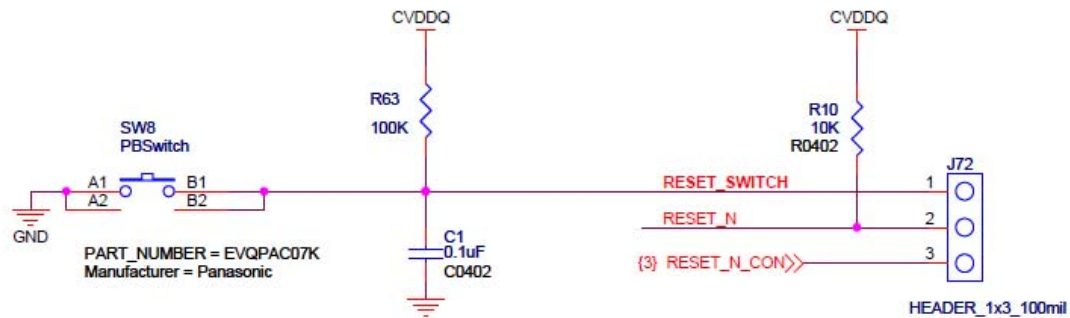 CVDDQ
CVDDQ
R63
100K
R10
10K
R0402
SW8
PBSwitch
J72
A1
B1
RESET_SWITCH
1
A2
B2
RESET_N
2
GND
C1
0.1uF
C0402
PART_NUMBER = EVQPAC07K
Manufacturer = Panasonic
{3} RESET_N_CON
3
HEADER_1x3_100mil